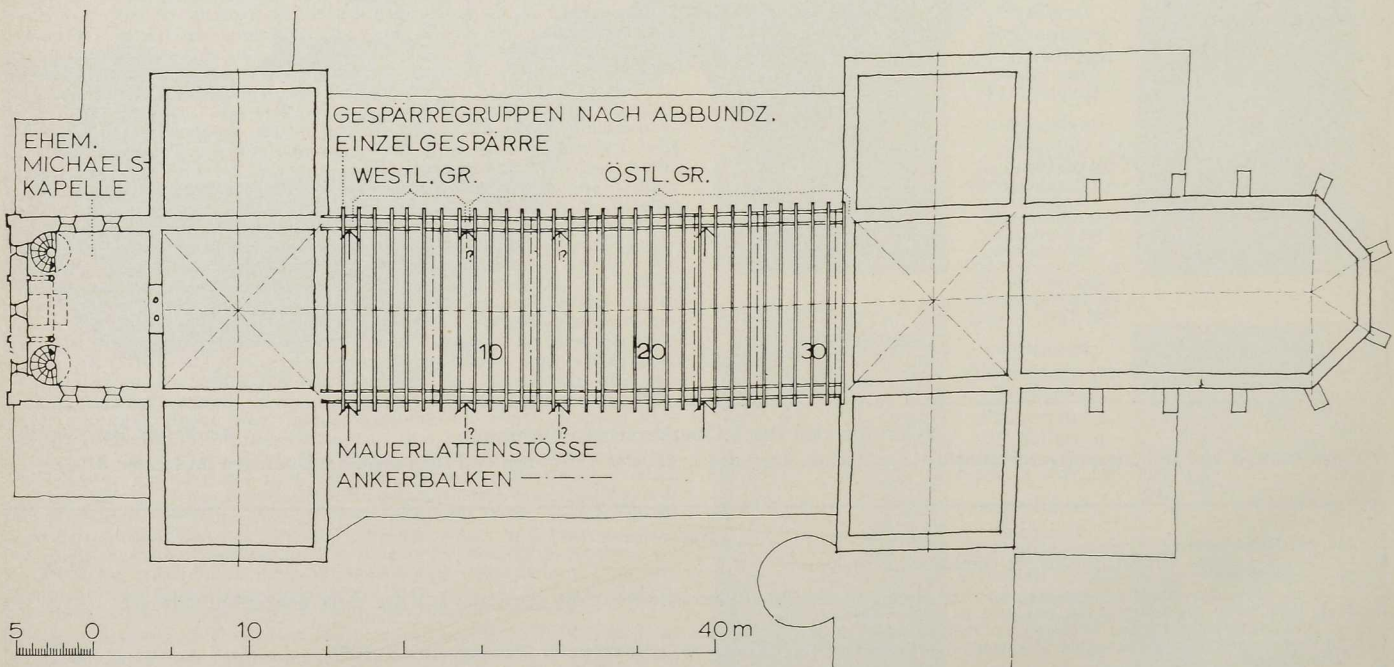 GESPÄRREGRUPPEN NACH ABBUNDZ.
EINZELGESPÄRRE
EHEM.
MICHAELS-
KAPELLE
WESTL. GR.
ÖSTL. GR.
? ?
1 10 20 30
? ?
MAUERLATTENSTÖSSE
ANKERBALKEN
5 0 10 40 m